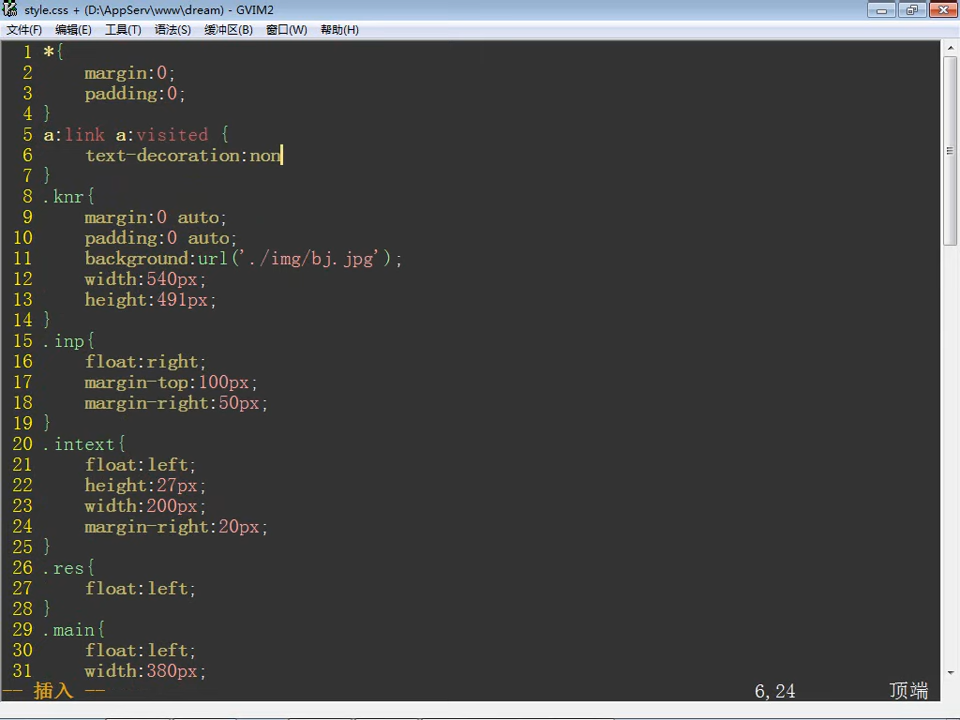 style.css + (D:\AppServ\www\dream) - GVIM2
文件(F) 编辑(E) 工具(T) 语法(S) 缓冲区(B) 窗口(W) 帮助(H)
1 *{
2     margin:0;
3     padding:0;
4 }
5 a:link a:visited {
6     text-decoration:non
7 }
8 .knr{
9     margin:0 auto;
10     padding:0 auto;
11     background:url('./img/bj.jpg');
12     width:540px;
13     height:491px;
14 }
15 .inp{
16     float:right;
17     margin-top:100px;
18     margin-right:50px;
19 }
20 .intext{
21     float:left;
22     height:27px;
23     width:200px;
24     margin-right:20px;
25 }
26 .res{
27     float:left;
28 }
29 .main{
30     float:left;
31     width:380px;
-- 插入 -- 6,24 顶端